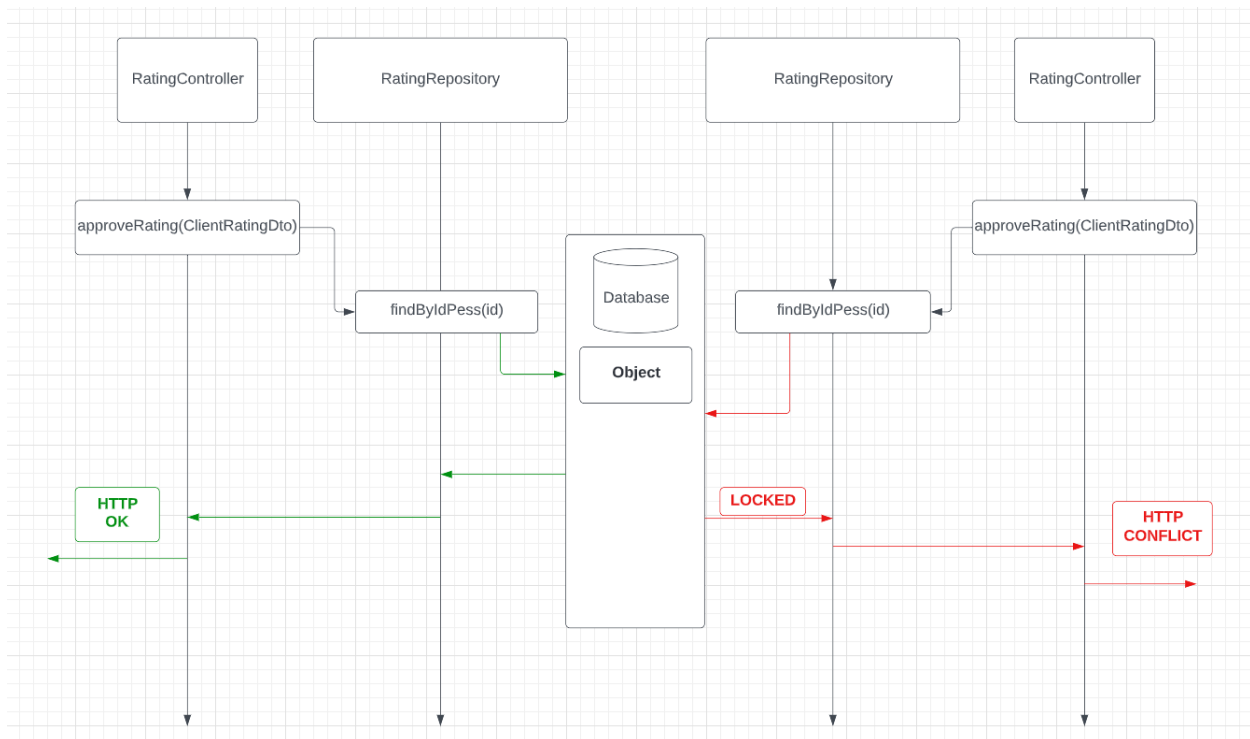 RatingController
RatingRepository
RatingRepository
RatingController
approveRating(ClientRatingDto)
approveRating(ClientRatingDto)
findByIdPess(id)
Database
findByIdPess(id)
Object
HTTP
OK
LOCKED
HTTP
CONFLICT